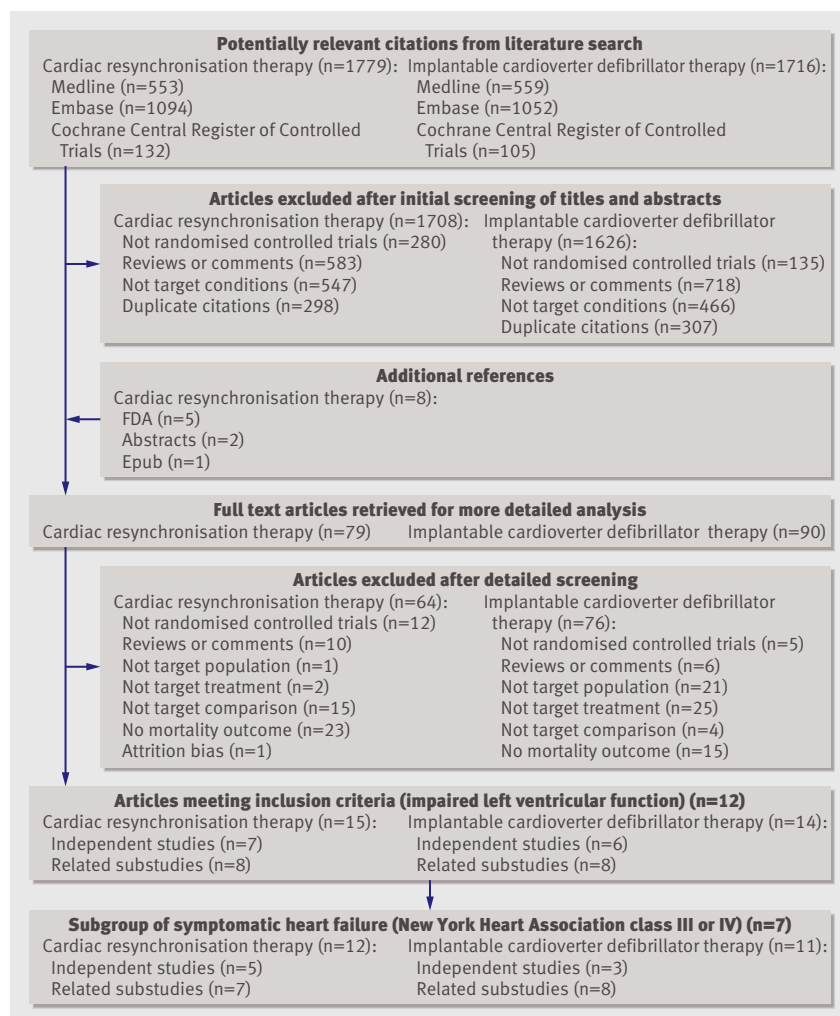 Potentially relevant citations from literature search
Cardiac resynchronisation therapy (n=1779):
Medline (n=553)
Embase (n=1094)
Cochrane Central Register of Controlled
Trials (n=132)
Implantable cardioverter defibrillator therapy (n=1716):
Medline (n=559)
Embase (n=1052)
Cochrane Central Register of Controlled
Trials (n=105)
Articles excluded after initial screening of titles and abstracts
Cardiac resynchronisation therapy (n=1708):
Not randomised controlled trials (n=280)
Reviews or comments (n=583)
Not target conditions (n=547)
Duplicate citations (n=298)
Implantable cardioverter defibrillator
therapy (n=1626):
Not randomised controlled trials (n=135)
Reviews or comments (n=718)
Not target conditions (n=466)
Duplicate citations (n=307)
Additional references
Cardiac resynchronisation therapy (n=8):
FDA (n=5)
Abstracts (n=2)
Epub (n=1)
Full text articles retrieved for more detailed analysis
Cardiac resynchronisation therapy (n=79)
Implantable cardioverter defibrillator therapy (n=90)
Articles excluded after detailed screening
Cardiac resynchronisation therapy (n=64):
Not randomised controlled trials (n=12)
Reviews or comments (n=10)
Not target population (n=1)
Not target treatment (n=2)
Not target comparison (n=15)
No mortality outcome (n=23)
Attrition bias (n=1)
Implantable cardioverter defibrillator
therapy (n=76):
Not randomised controlled trials (n=5)
Reviews or comments (n=6)
Not target population (n=21)
Not target treatment (n=25)
Not target comparison (n=4)
No mortality outcome (n=15)
Articles meeting inclusion criteria (impaired left ventricular function) (n=12)
Cardiac resynchronisation therapy (n=15):
Independent studies (n=7)
Related substudies (n=8)
Implantable cardioverter defibrillator therapy (n=14):
Independent studies (n=6)
Related substudies (n=8)
Subgroup of symptomatic heart failure (New York Heart Association class III or IV) (n=7)
Cardiac resynchronisation therapy (n=12):
Independent studies (n=5)
Related substudies (n=7)
Implantable cardioverter defibrillator therapy (n=11):
Independent studies (n=3)
Related substudies (n=8)